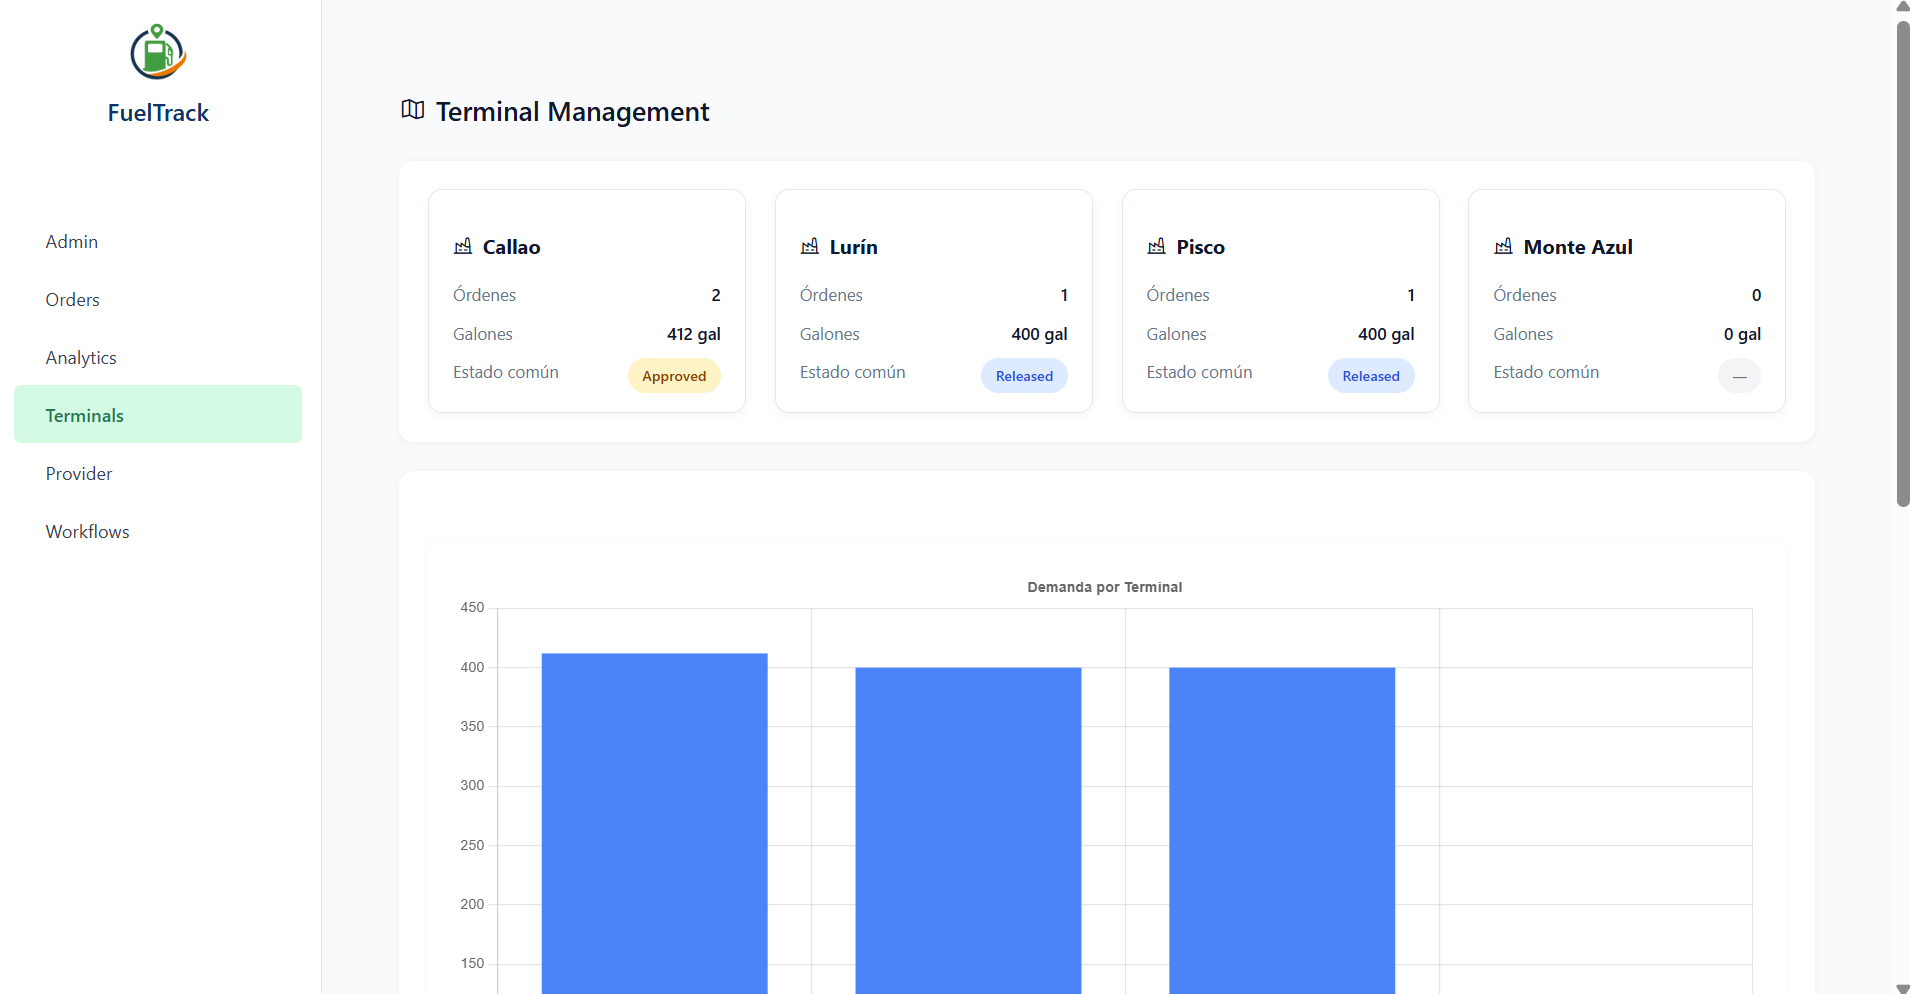 FuelTrack
Admin
Orders
Analytics
Terminals
Provider
Workflows
Terminal Management
Callao
Órdenes 2
Galones 412 gal
Estado común Approved
Lurín
Órdenes 1
Galones 400 gal
Estado común Released
Pisco
Órdenes 1
Galones 400 gal
Estado común Released
Monte Azul
Órdenes 0
Galones 0 gal
Estado común —
Demanda por Terminal
450
400
350
300
250
200
150